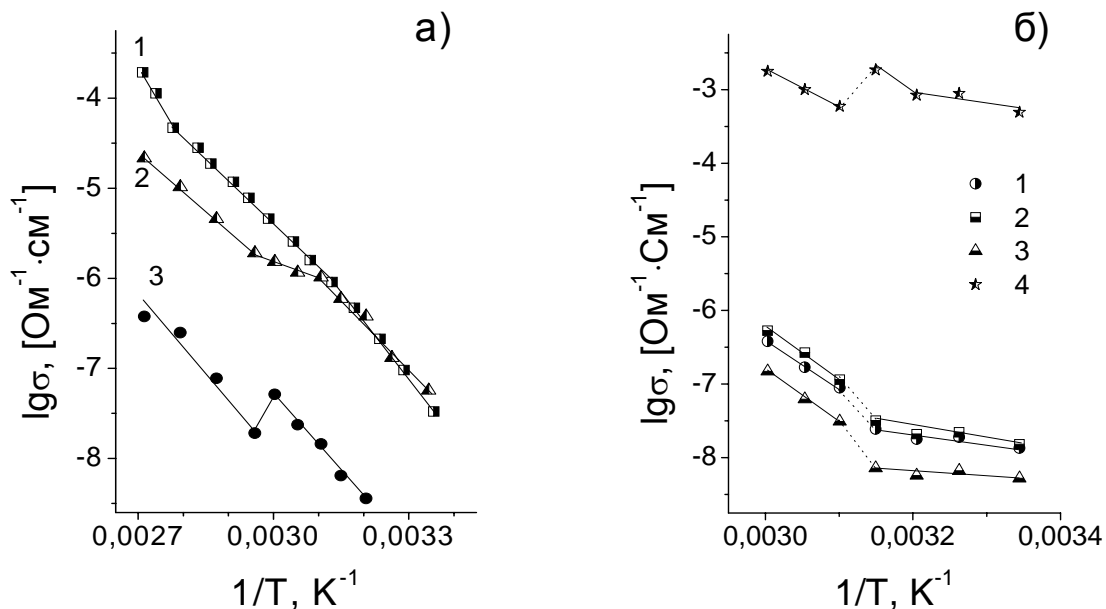 а)
1
2
3
-4
-5
-6
-7
-8
lgσ, [Ом⁻¹·см⁻¹]
0,0027 0,0030 0,0033
1/T, K⁻¹
б)
-3
-4
-5
-6
-7
-8
lgσ, [Ом⁻¹·См⁻¹]
1
2
3
4
0,0030 0,0032 0,0034
1/T, K⁻¹